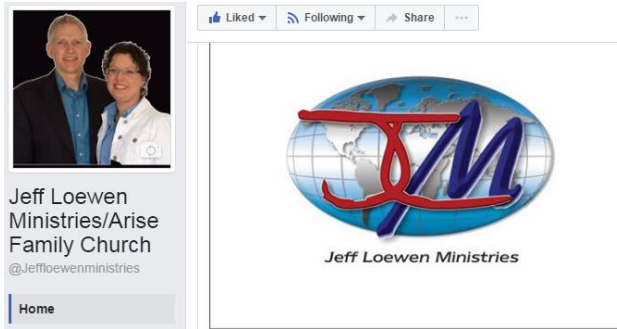 Liked
Following
Share
JLM
Jeff Loewen Ministries
Jeff Loewen
Ministries/Arise
Family Church
@Jeffloewenministries
Home